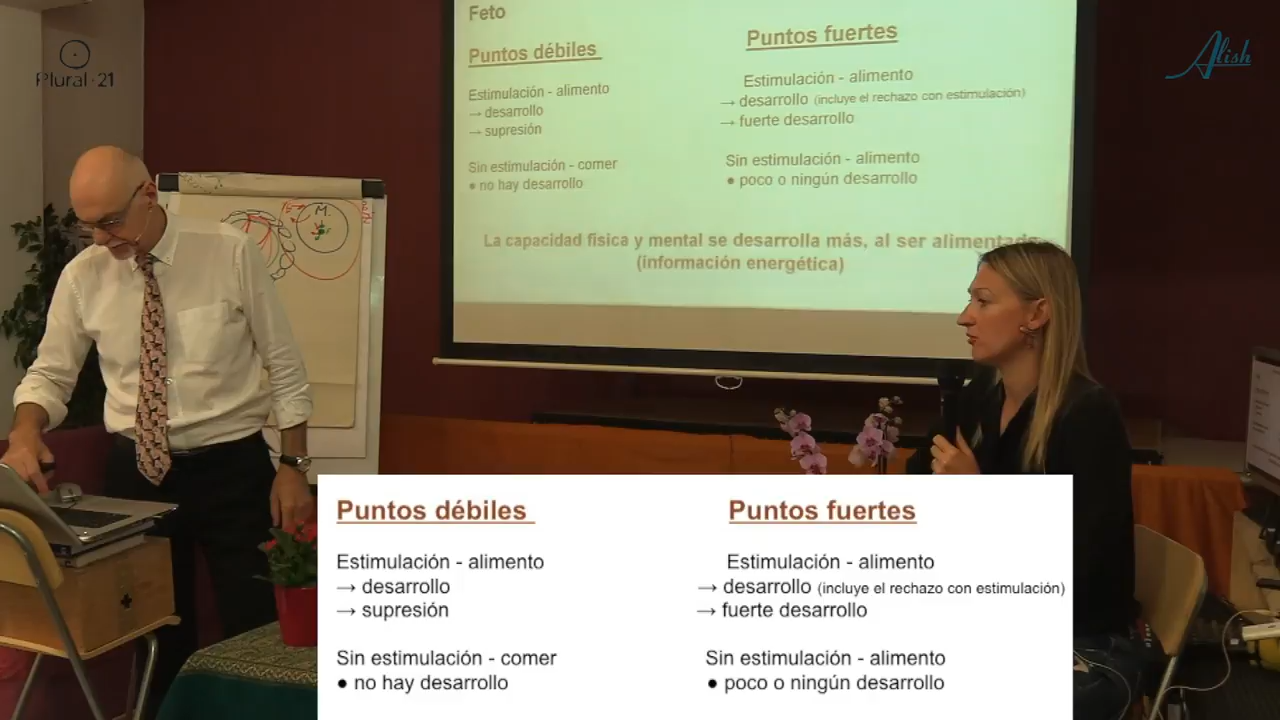 Plural·21
Alish
Feto
Puntos débiles
Estimulación - alimento
→ desarrollo
→ supresión
Sin estimulación - comer
● no hay desarrollo
Puntos fuertes
Estimulación - alimento
→ desarrollo (incluye el rechazo con estimulación)
→ fuerte desarrollo
Sin estimulación - alimento
● poco o ningún desarrollo
La capacidad física y mental se desarrolla más, al ser alimentado
(información energética)
M.
Puntos débiles
Estimulación - alimento
→ desarrollo
→ supresión
Sin estimulación - comer
● no hay desarrollo
Puntos fuertes
Estimulación - alimento
→ desarrollo (incluye el rechazo con estimulación)
→ fuerte desarrollo
Sin estimulación - alimento
● poco o ningún desarrollo